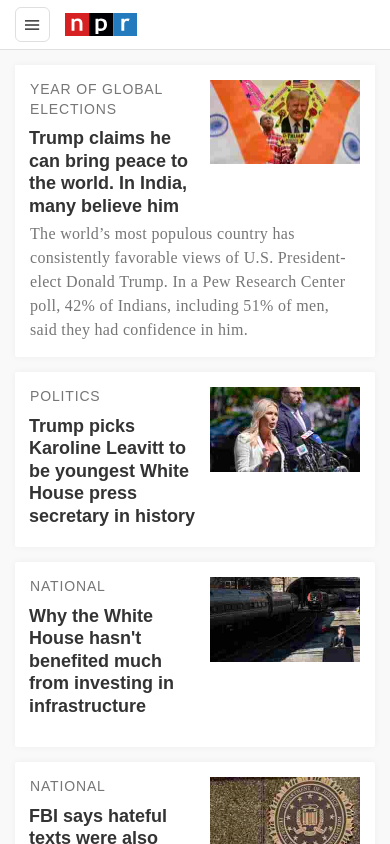 npr
YEAR OF GLOBAL
ELECTIONS
Trump claims he
can bring peace to
the world. In India,
many believe him
The world’s most populous country has
consistently favorable views of U.S. President-
elect Donald Trump. In a Pew Research Center
poll, 42% of Indians, including 51% of men,
said they had confidence in him.
POLITICS
Trump picks
Karoline Leavitt to
be youngest White
House press
secretary in history
NATIONAL
Why the White
House hasn't
benefited much
from investing in
infrastructure
NATIONAL
FBI says hateful
texts were also